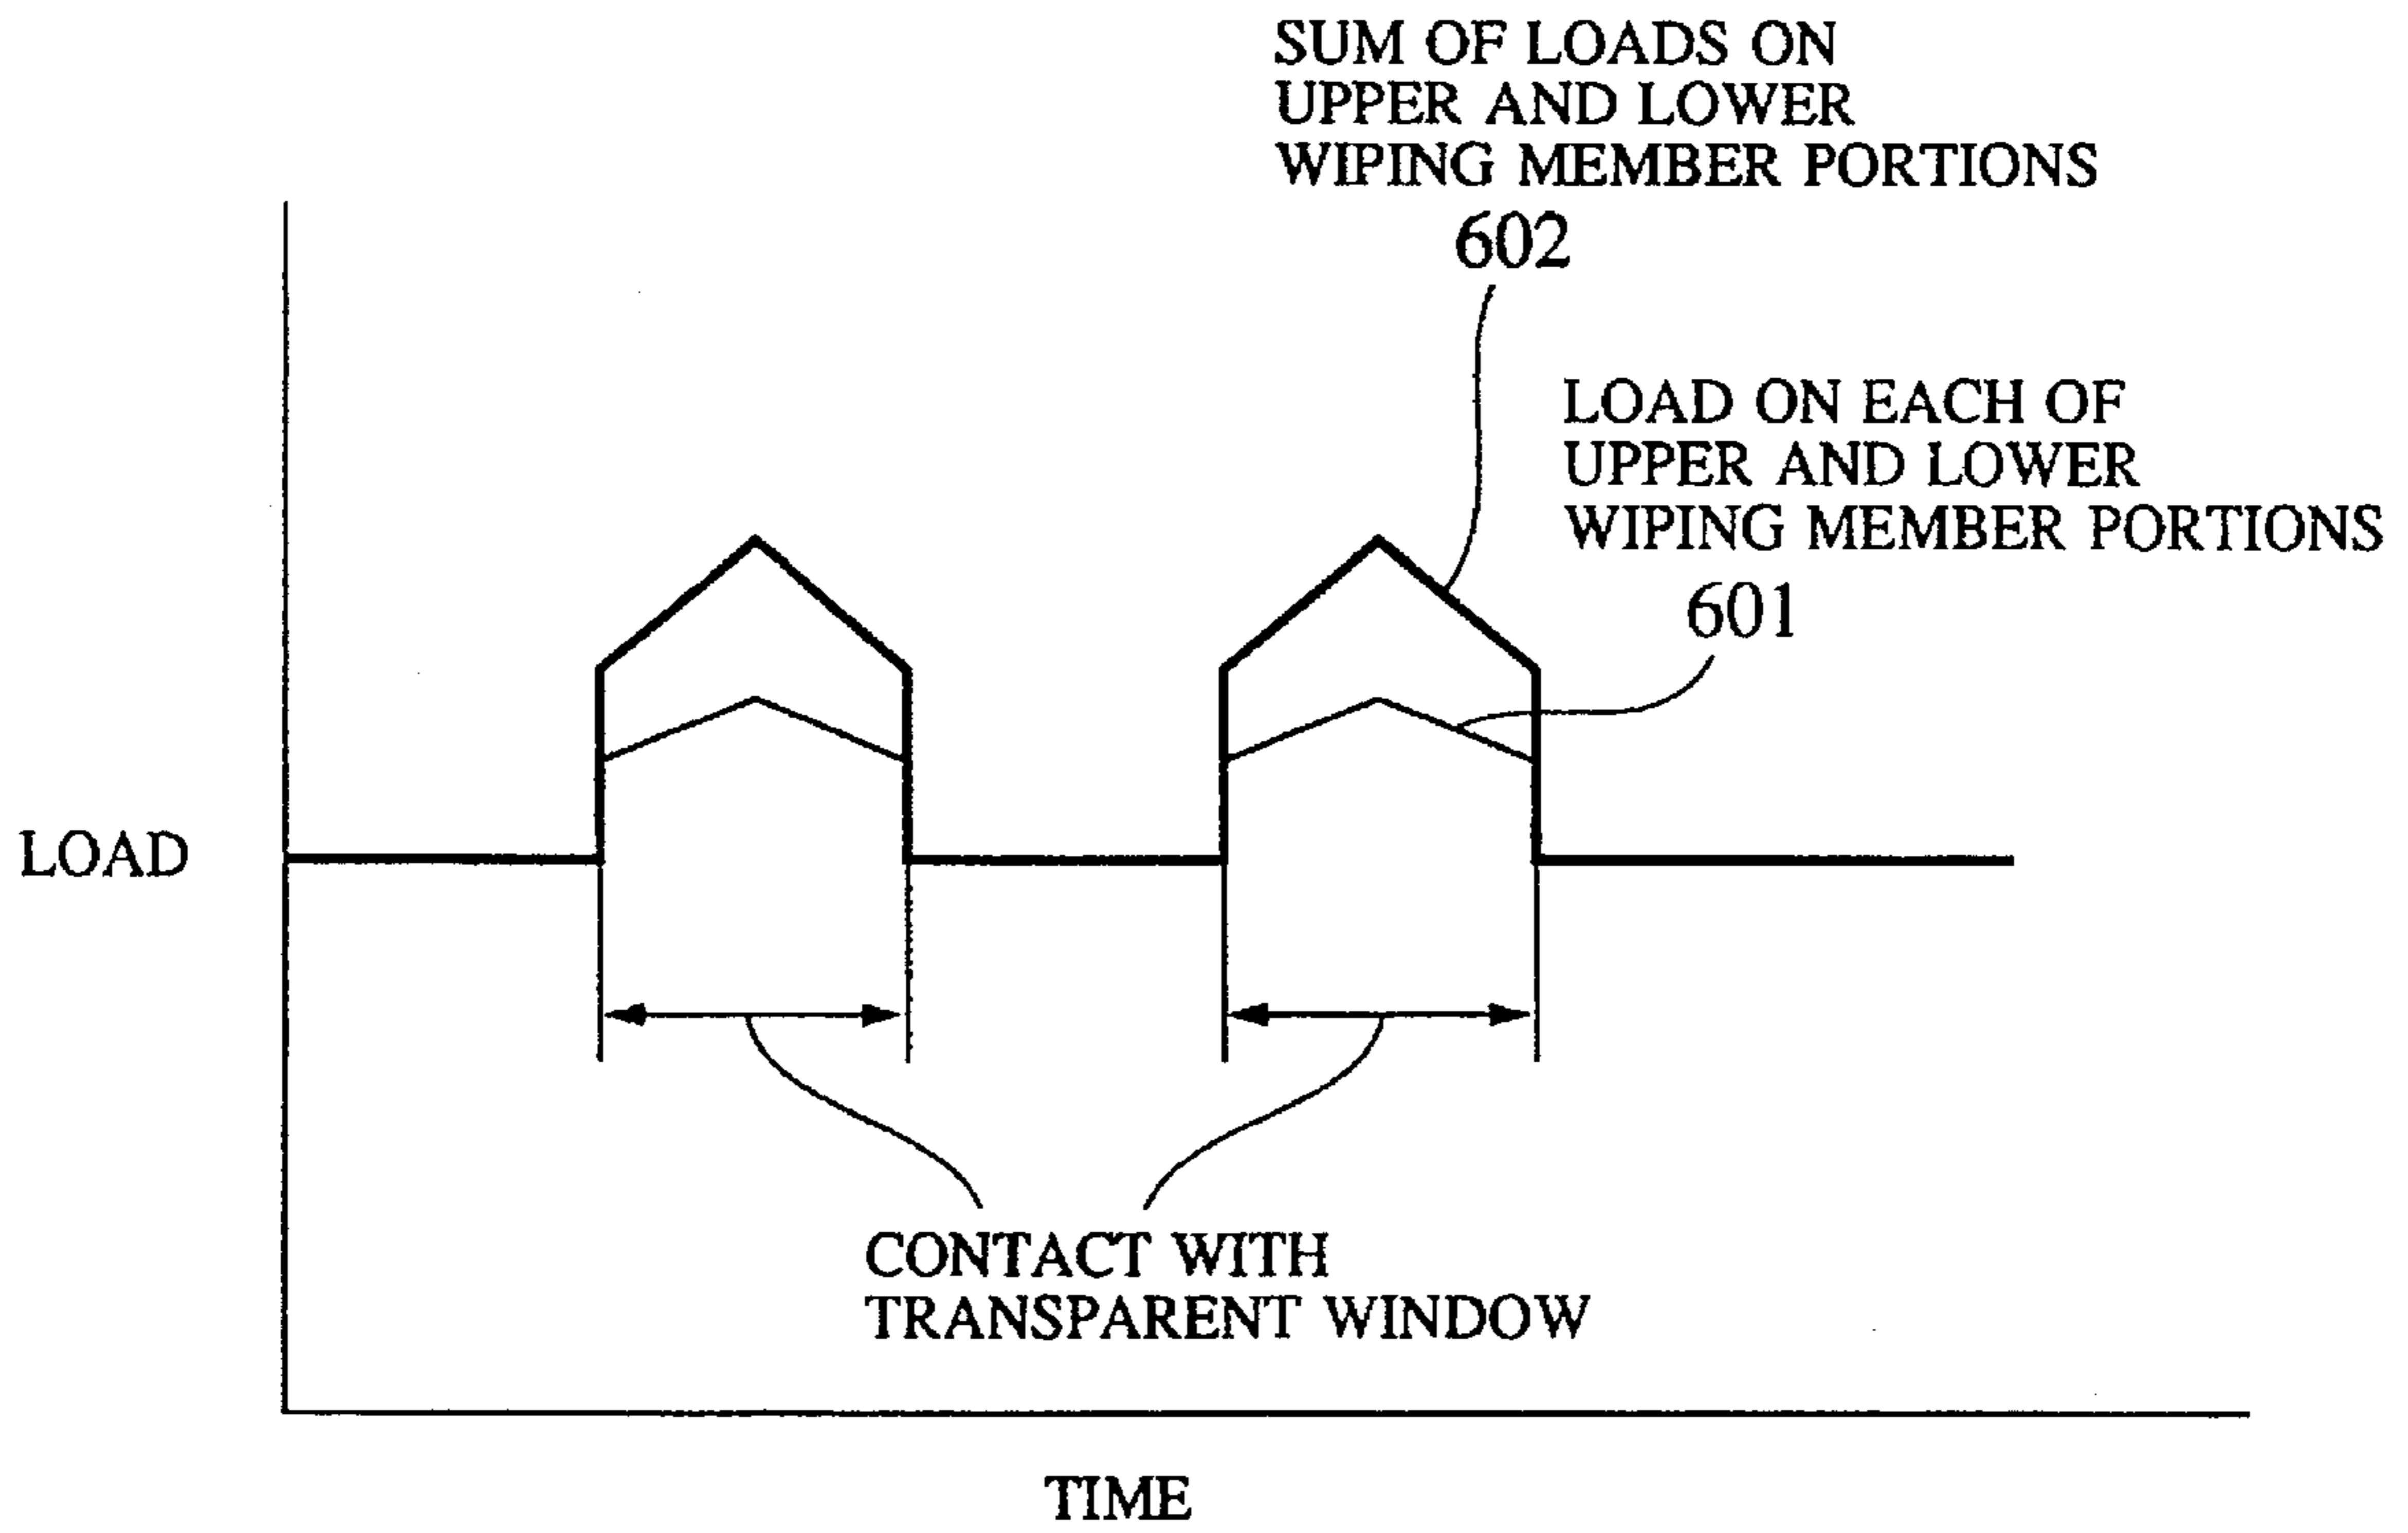 SUM OF LOADS ON
UPPER AND LOWER
WIPING MEMBER PORTIONS
602
LOAD ON EACH OF
UPPER AND LOWER
WIPING MEMBER PORTIONS
601
LOAD
CONTACT WITH
TRANSPARENT WINDOW
TIME